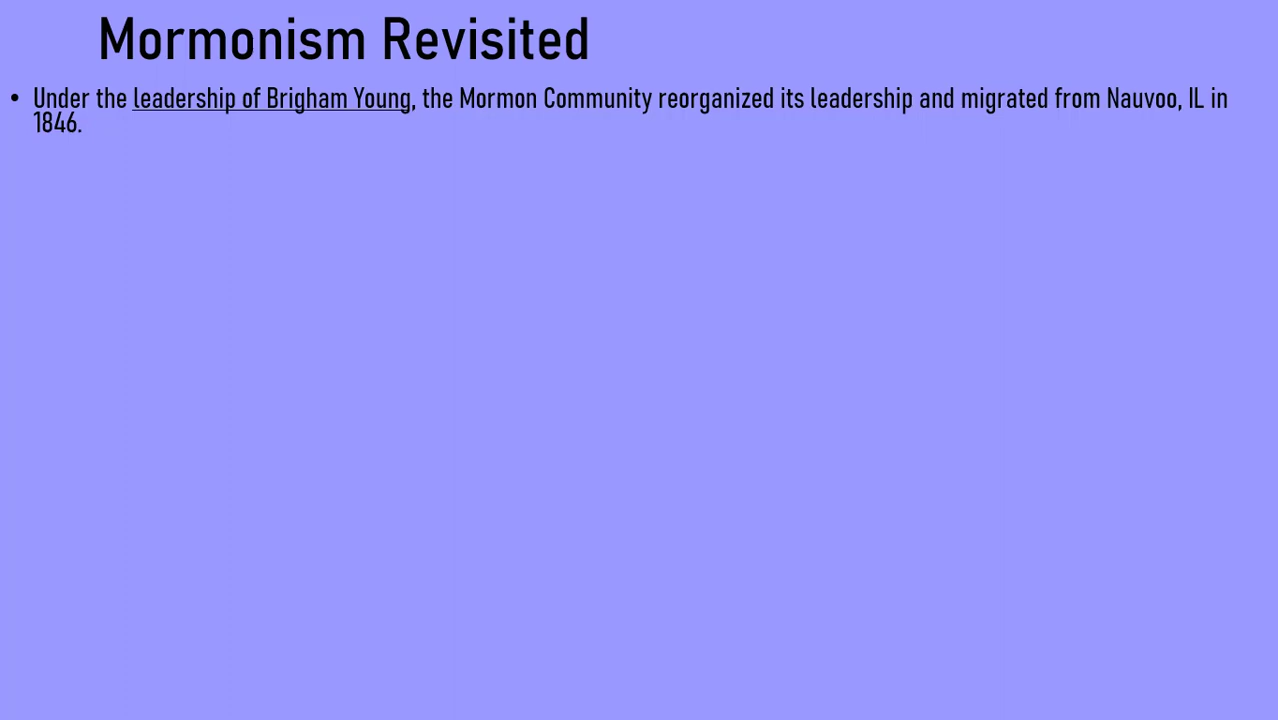 Mormonism Revisited
• Under the leadership of Brigham Young, the Mormon Community reorganized its leadership and migrated from Nauvoo, IL in
1846.